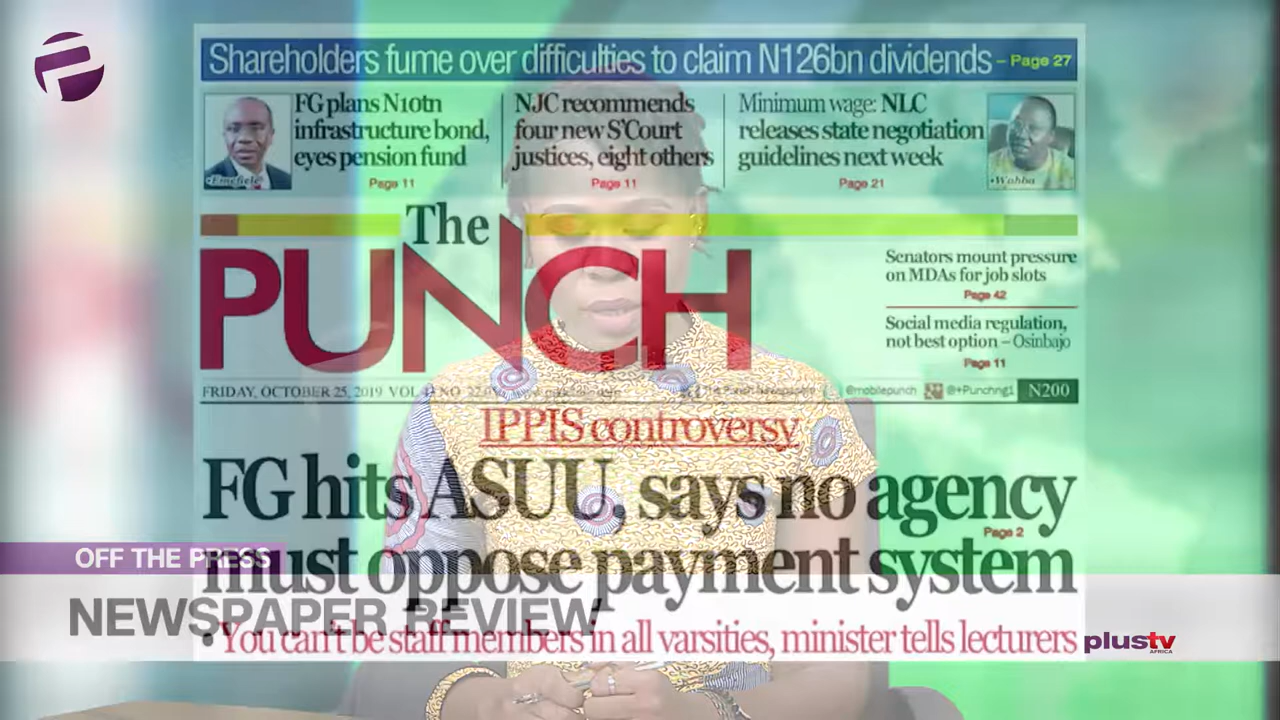 Shareholders fume over difficulties to claim N126bn dividends – Page 27
FG plans N10tn
infrastructure bond,
eyes pension fund
Page 11
•Emefiele
NJC recommends
four new S'Court
justices, eight others
Page 11
Minimum wage: NLC
releases state negotiation
guidelines next week
Page 21
•Wabba
The
PUNCH
Senators mount pressure
on MDAs for job slots
Page 42
Social media regulation,
not best option – Osinbajo
Page 11
FRIDAY, OCTOBER 25, 2019 VOL NO
@mobilepunch @+Punchng1 N200
IPPIS controversy
FG hits ASUU, says no agency
must oppose payment system
Page 2
•You can't be staff members in all varsities, minister tells lecturers
OFF THE PRESS
NEWSPAPER REVIEW
plustv
AFRICA